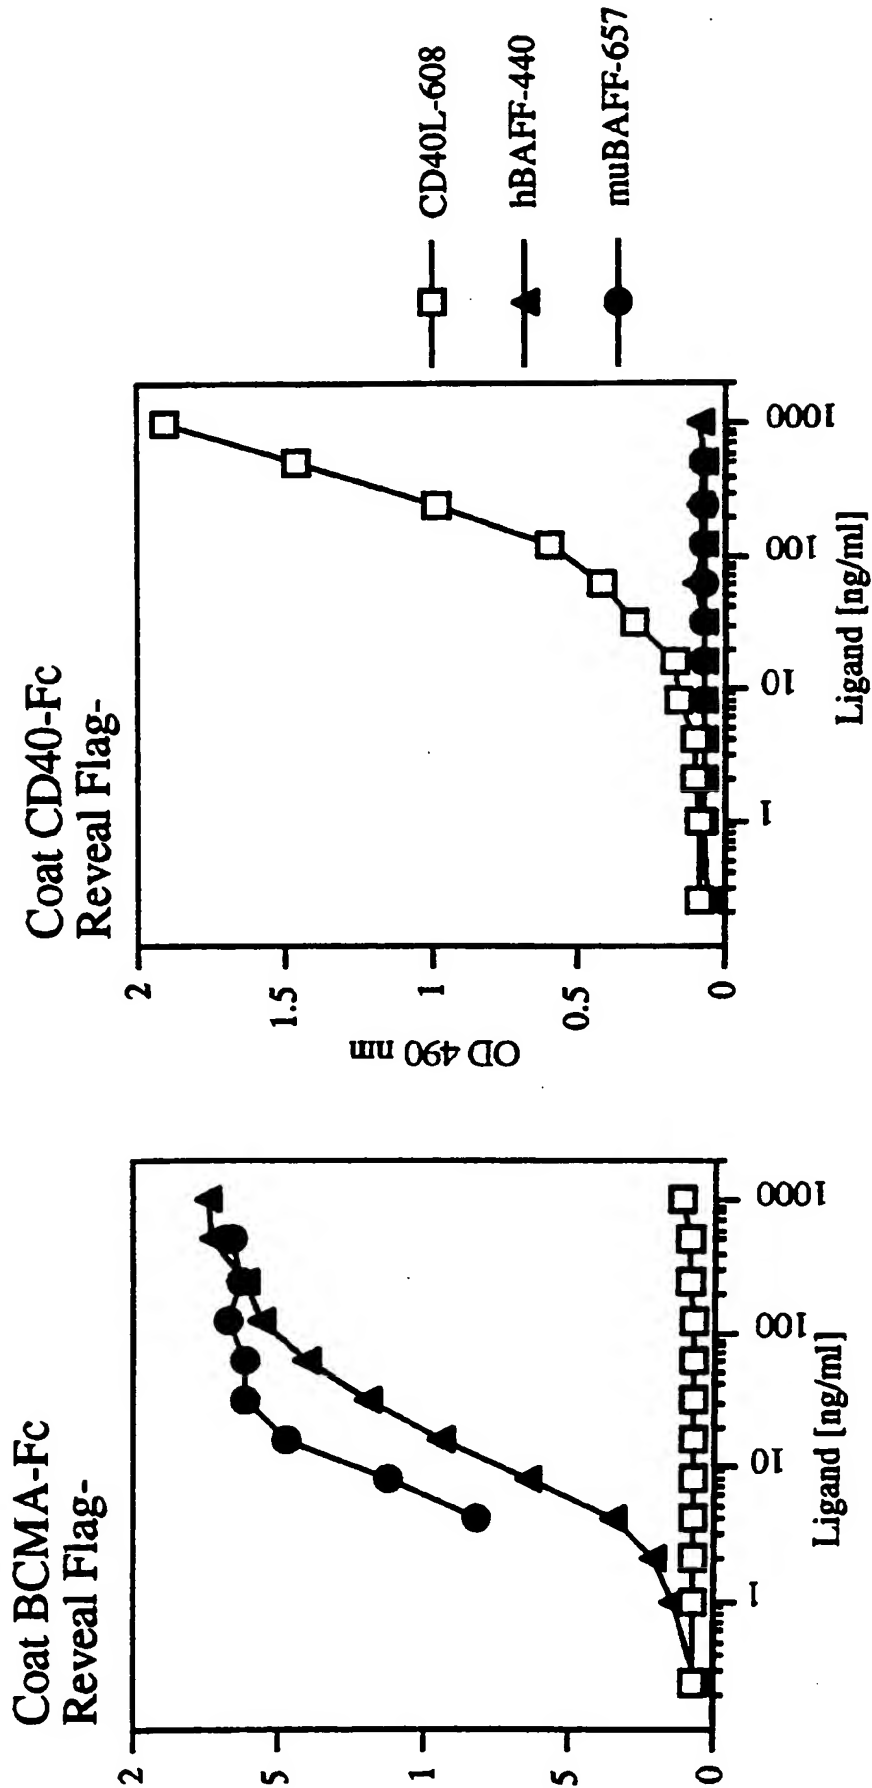 Coat BCMA-Fc
Reveal Flag-
2
5
1
5
0
1
10
100
1000
Ligand [ng/ml]
Coat CD40-Fc
Reveal Flag-
OD 490 nm
2
1.5
1
0.5
0
1
10
100
1000
Ligand [ng/ml]
CD40L-608
hBAFF-440
muBAFF-657